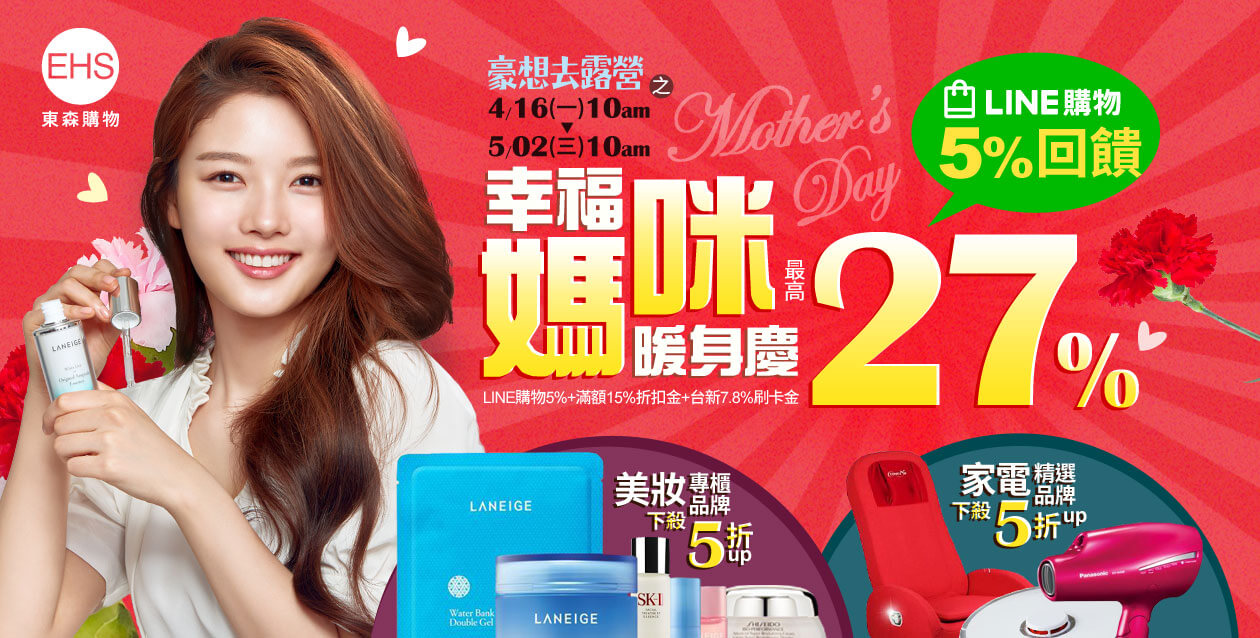 EHS
東森購物
豪想去露營之
4/16(一)10am
5/02(三)10am
Mother's
Day
LINE購物
5%回饋
幸福
媽咪
暖身慶
最高
27%
LINE購物5%+滿額15%折扣金+台新7.8%刷卡金
LANEIGE
LANEIGE
Water Bank
Double Gel
LANEIGE
美妝專櫃品牌
下殺5折up
SK-II
SHISEIDO
家電精選品牌
下殺5折up
Panasonic